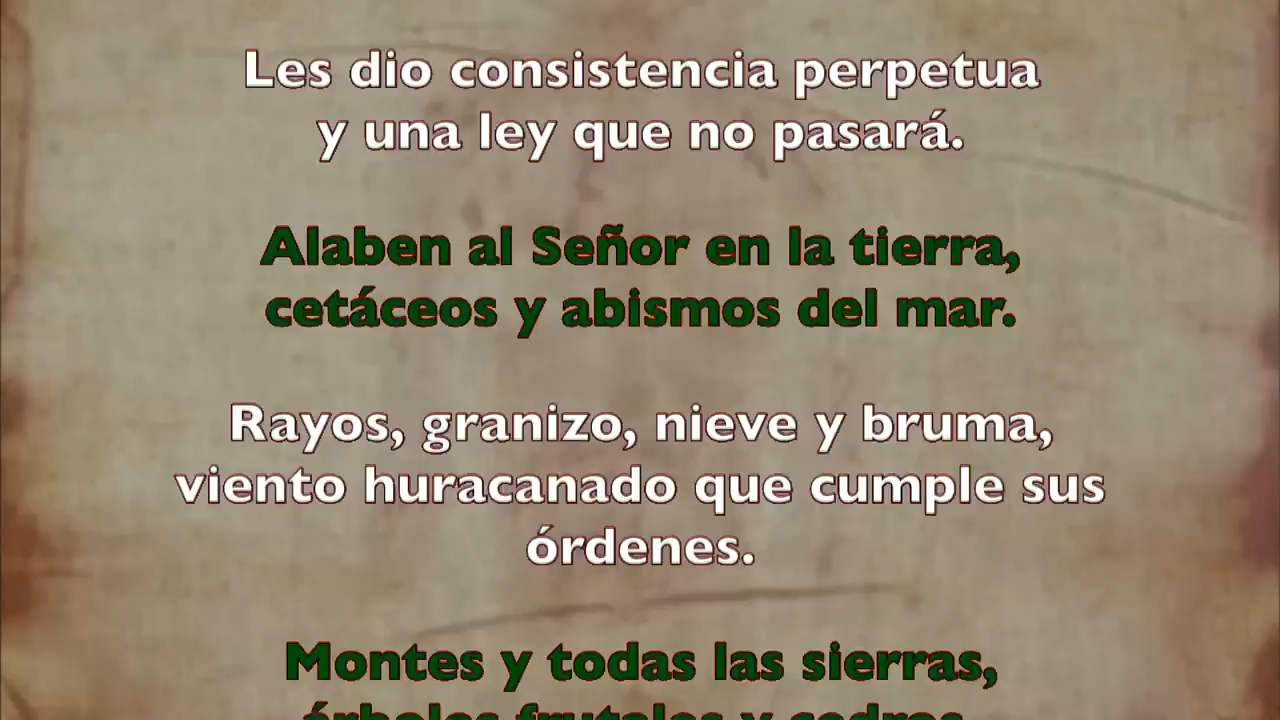 Les dio consistencia perpetua
y una ley que no pasará.
Alaben al Señor en la tierra,
cetáceos y abismos del mar.
Rayos, granizo, nieve y bruma,
viento huracanado que cumple sus
órdenes.
Montes y todas las sierras,
árboles frutales y cedros